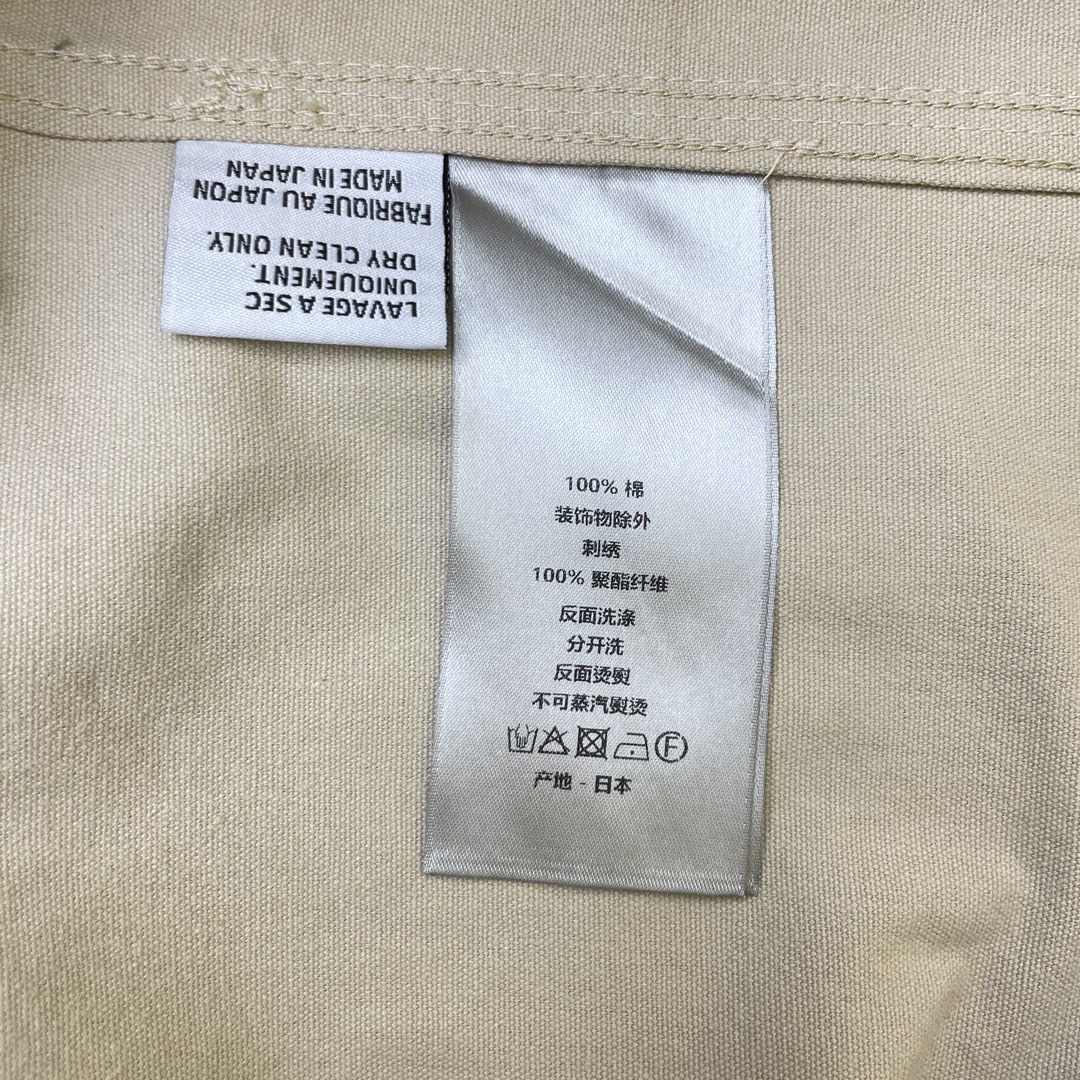 LAVAGE A SEC
UNIQUEMENT.
DRY CLEAN ONLY.
FABRIQUE AU JAPON
MADE IN JAPAN
100% 棉
装饰物除外
刺绣
100% 聚酯纤维
反面洗涤
分开洗
反面烫熨
不可蒸汽熨烫
F
产地 - 日本